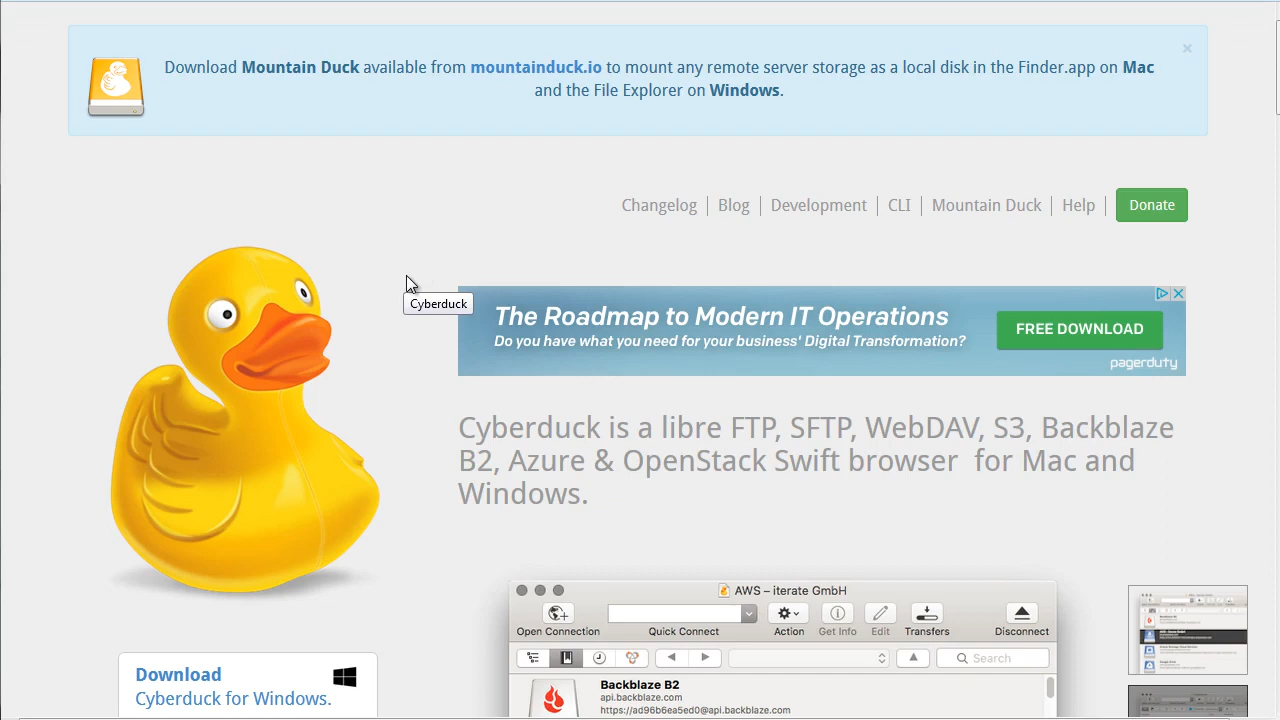 Download Mountain Duck available from mountainduck.io to mount any remote server storage as a local disk in the Finder.app on Mac
and the File Explorer on Windows.
×
Changelog
Blog
Development
CLI
Mountain Duck
Help
Donate
Cyberduck
The Roadmap to Modern IT Operations
Do you have what you need for your business' Digital Transformation?
FREE DOWNLOAD
pagerduty
Cyberduck is a libre FTP, SFTP, WebDAV, S3, Backblaze
B2, Azure & OpenStack Swift browser for Mac and
Windows.
AWS – iterate GmbH
Open Connection
Quick Connect
Action
Get Info
Edit
Transfers
Disconnect
Search
Backblaze B2
api.backblaze.com
https://ad96b6ea5ed0@api.backblaze.com
Download
Cyberduck for Windows.